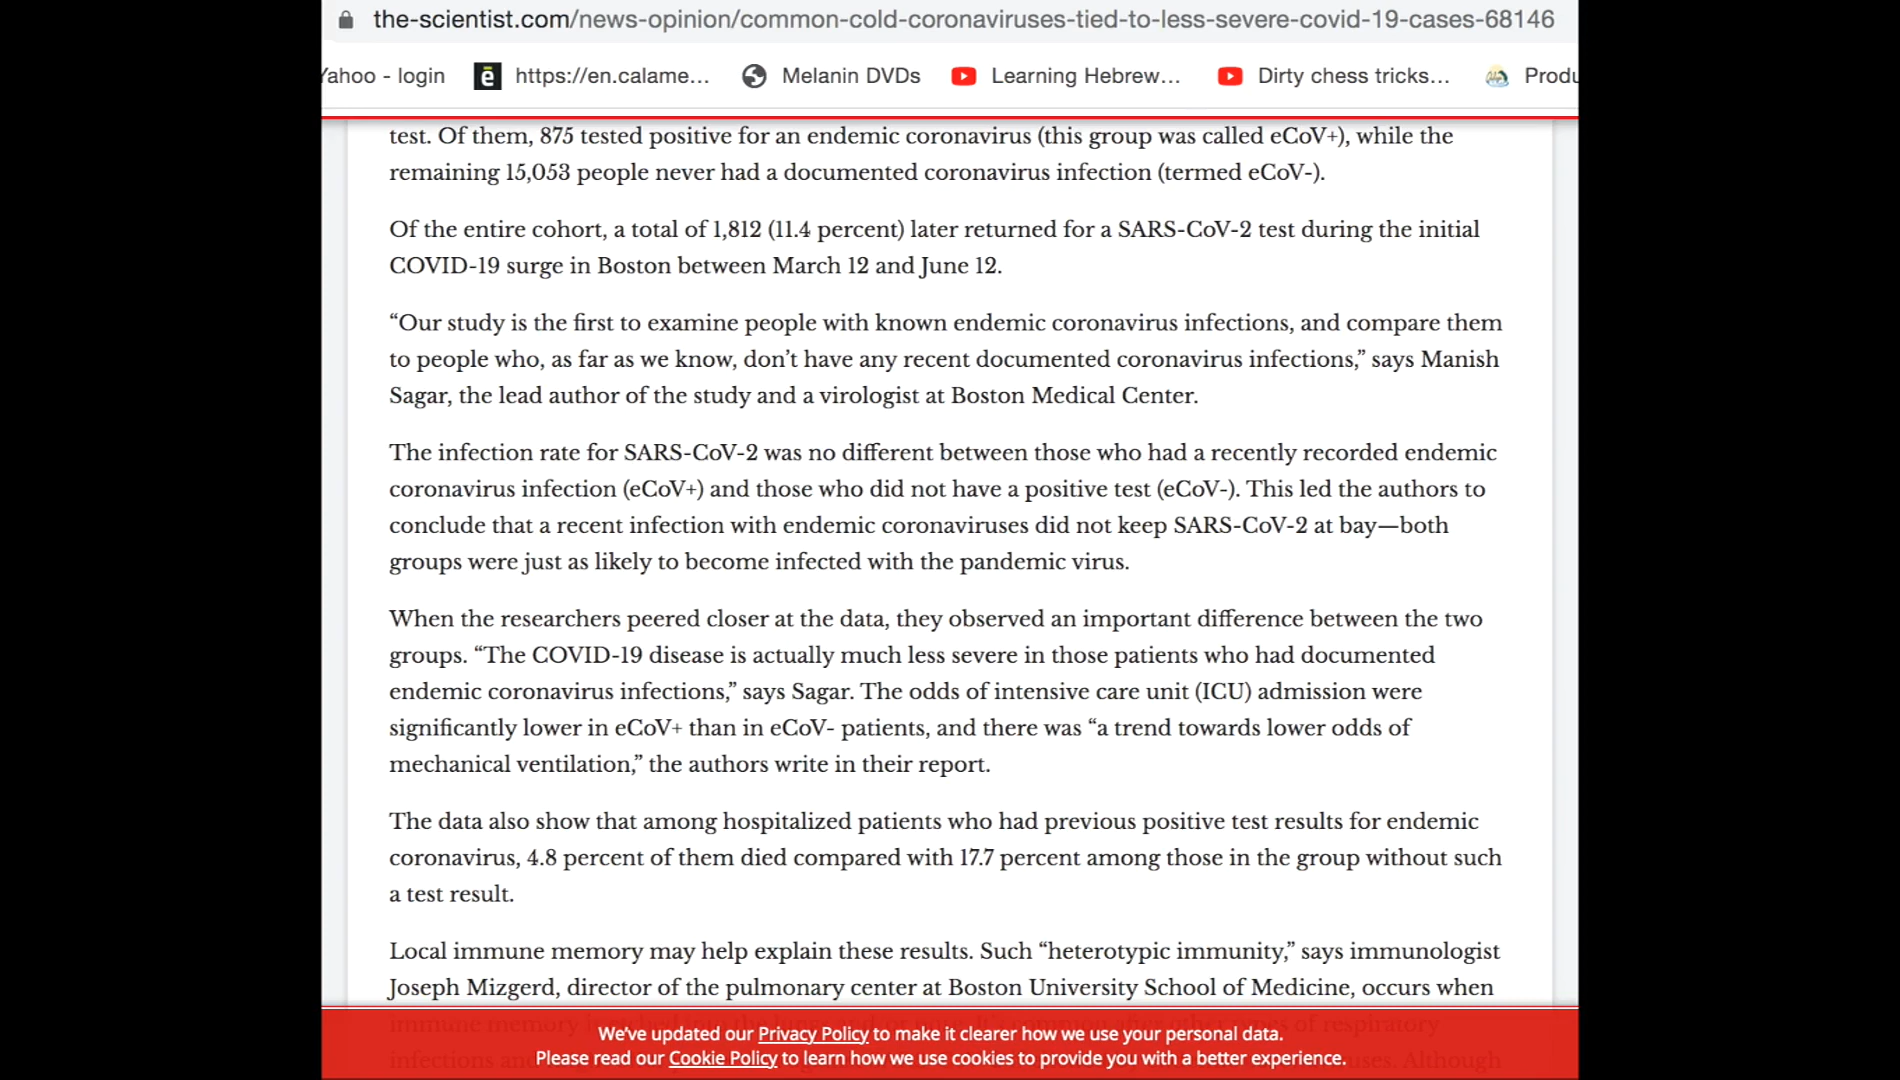 the-scientist.com/news-opinion/common-cold-coronaviruses-tied-to-less-severe-covid-19-cases-68146
Yahoo - login https://en.calame... Melanin DVDs Learning Hebrew... Dirty chess tricks... Produ
test. Of them, 875 tested positive for an endemic coronavirus (this group was called eCoV+), while the
remaining 15,053 people never had a documented coronavirus infection (termed eCoV-).
Of the entire cohort, a total of 1,812 (11.4 percent) later returned for a SARS-CoV-2 test during the initial
COVID-19 surge in Boston between March 12 and June 12.
“Our study is the first to examine people with known endemic coronavirus infections, and compare them
to people who, as far as we know, don’t have any recent documented coronavirus infections,” says Manish
Sagar, the lead author of the study and a virologist at Boston Medical Center.
The infection rate for SARS-CoV-2 was no different between those who had a recently recorded endemic
coronavirus infection (eCoV+) and those who did not have a positive test (eCoV-). This led the authors to
conclude that a recent infection with endemic coronaviruses did not keep SARS-CoV-2 at bay—both
groups were just as likely to become infected with the pandemic virus.
When the researchers peered closer at the data, they observed an important difference between the two
groups. “The COVID-19 disease is actually much less severe in those patients who had documented
endemic coronavirus infections,” says Sagar. The odds of intensive care unit (ICU) admission were
significantly lower in eCoV+ than in eCoV- patients, and there was “a trend towards lower odds of
mechanical ventilation,” the authors write in their report.
The data also show that among hospitalized patients who had previous positive test results for endemic
coronavirus, 4.8 percent of them died compared with 17.7 percent among those in the group without such
a test result.
Local immune memory may help explain these results. Such “heterotypic immunity,” says immunologist
Joseph Mizgerd, director of the pulmonary center at Boston University School of Medicine, occurs when
We’ve updated our Privacy Policy to make it clearer how we use your personal data.
Please read our Cookie Policy to learn how we use cookies to provide you with a better experience.